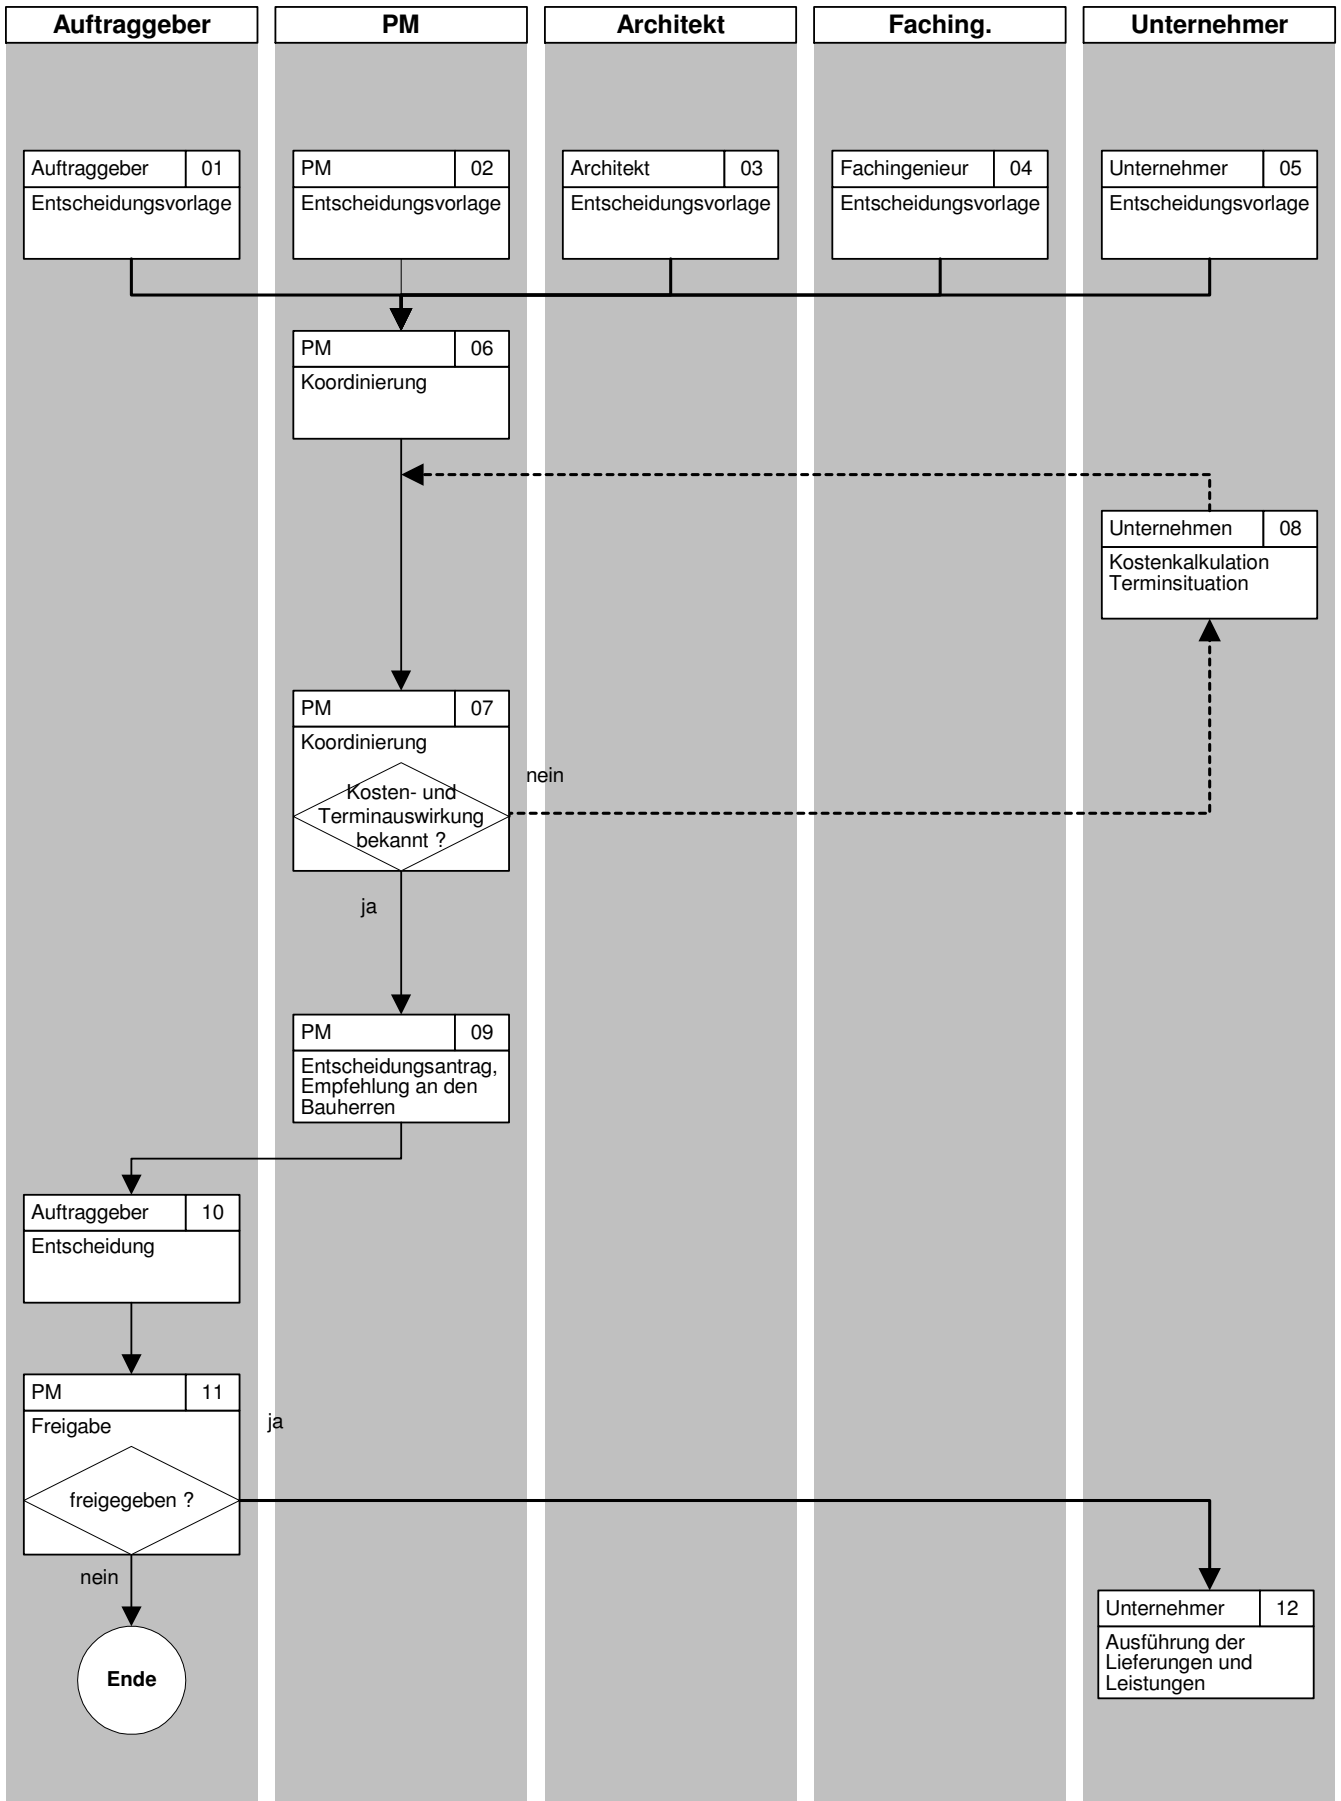 Auftraggeber
PM
Architekt
Faching.
Unternehmer
Auftraggeber 01
Entscheidungsvorlage
PM 02
Entscheidungsvorlage
Architekt 03
Entscheidungsvorlage
Fachingenieur 04
Entscheidungsvorlage
Unternehmer 05
Entscheidungsvorlage
PM 06
Koordinierung
Unternehmen 08
Kostenkalkulation
Terminsituation
PM 07
Koordinierung
Kosten- und
Terminauswirkung
bekannt ?
nein
ja
PM 09
Entscheidungsantrag,
Empfehlung an den
Bauherren
Auftraggeber 10
Entscheidung
PM 11
Freigabe
freigegeben ?
ja
nein
Ende
Unternehmer 12
Ausführung der
Lieferungen und
Leistungen